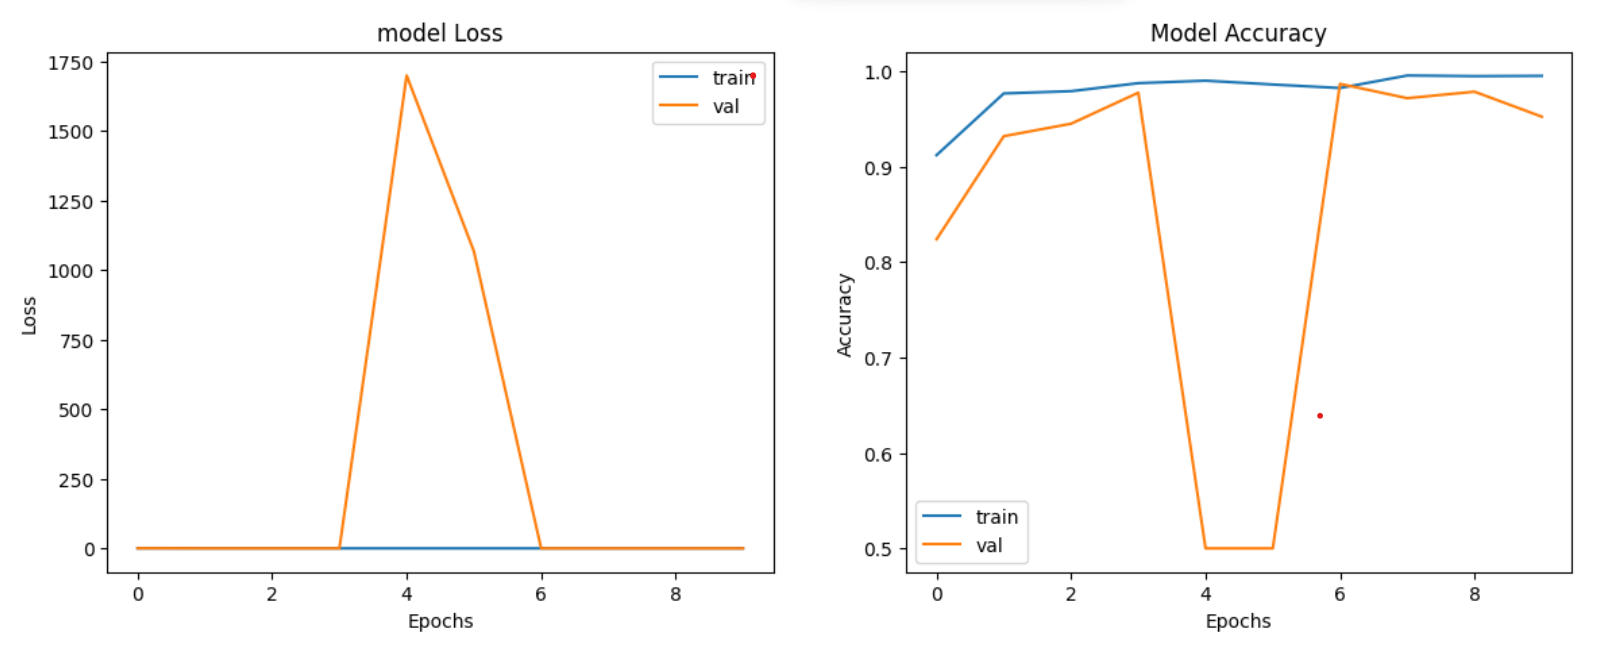 model Loss
1750
1500
1250
1000
750
500
250
0
Loss
0 2 4 6 8
Epochs
train
val
Model Accuracy
1.0
0.9
0.8
0.7
0.6
0.5
Accuracy
0 2 4 6 8
Epochs
train
val